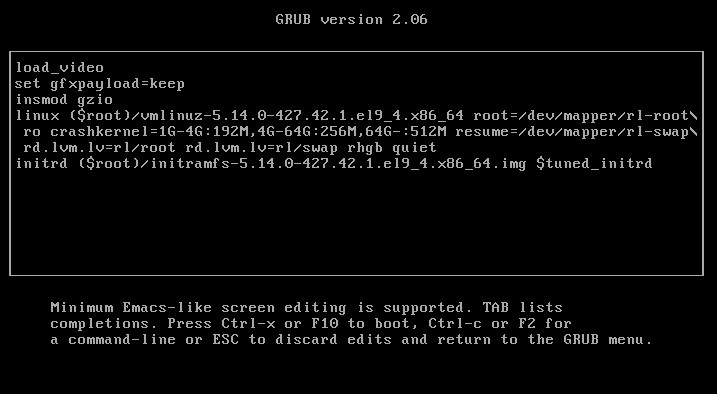 GRUB version 2.06
load_video
set gfxpayload=keep
insmod gzio
linux ($root)/vmlinuz-5.14.0-427.42.1.el9_4.x86_64 root=/dev/mapper/rl-root\
ro crashkernel=1G-4G:192M,4G-64G:256M,64G-:512M resume=/dev/mapper/rl-swap\
rd.lvm.lv=rl/root rd.lvm.lv=rl/swap rhgb quiet
initrd ($root)/initramfs-5.14.0-427.42.1.el9_4.x86_64.img $tuned_initrd
Minimum Emacs-like screen editing is supported. TAB lists
completions. Press Ctrl-x or F10 to boot, Ctrl-c or F2 for
a command-line or ESC to discard edits and return to the GRUB menu.